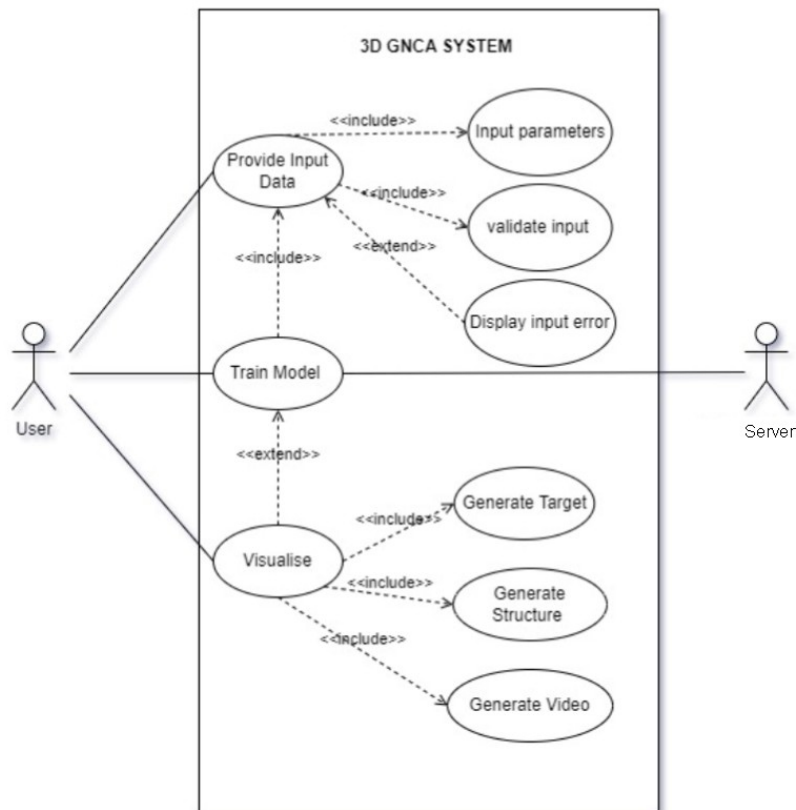 3D GNCA SYSTEM
<<include>>
Input parameters
Provide Input
Data
<<include>>
validate input
<<extend>>
<<include>>
Display input error
Train Model
User
Server
<<extend>>
Generate Target
<<include>>
Visualise
<<include>>
Generate
Structure
<<include>>
Generate Video